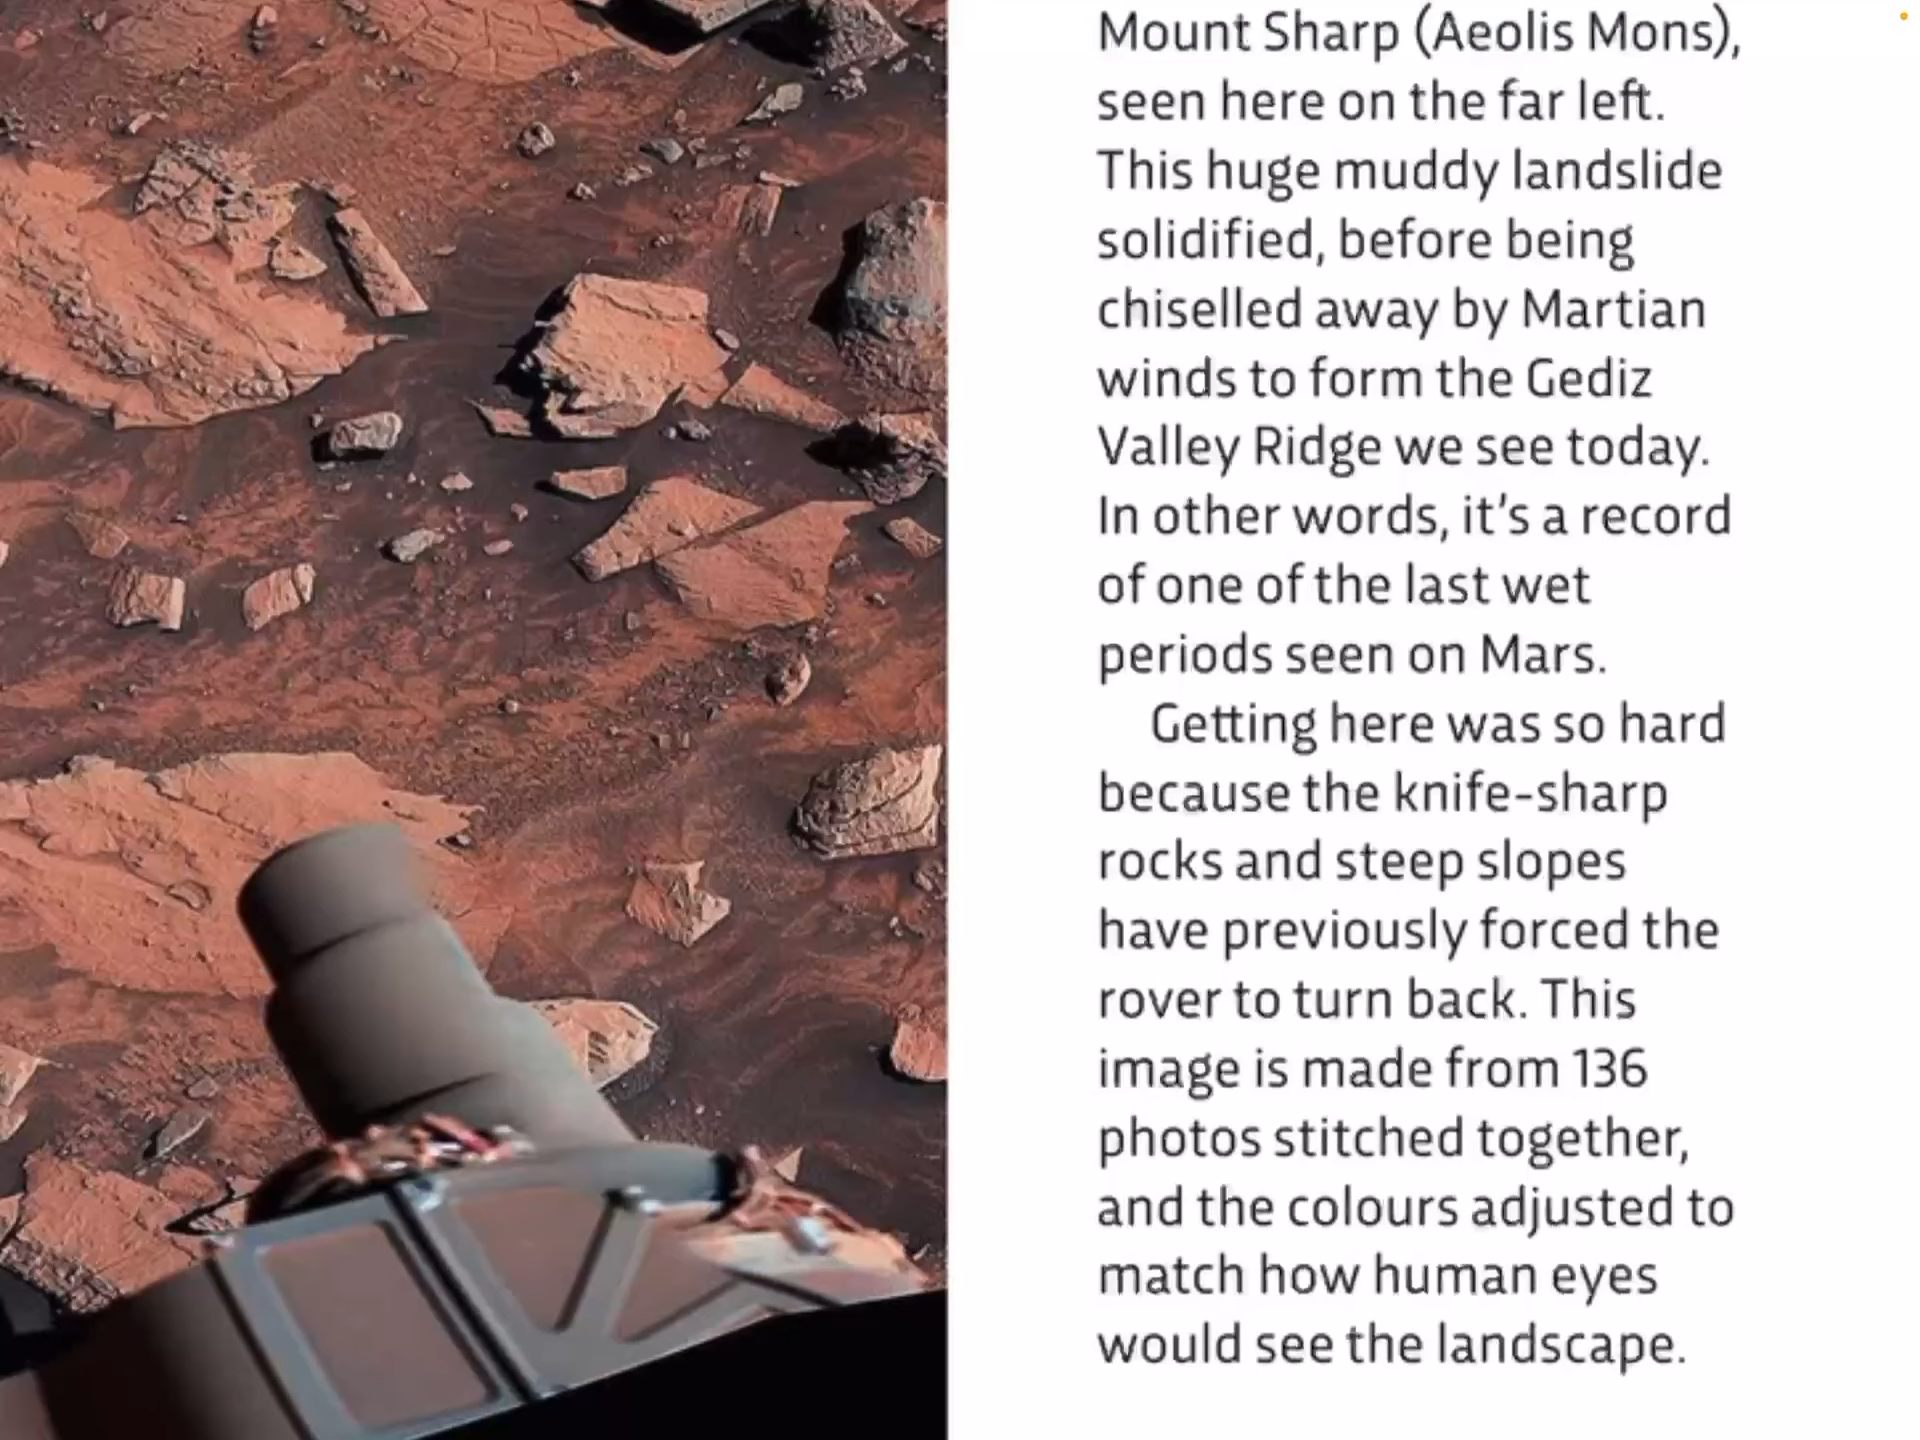 Mount Sharp (Aeolis Mons),
seen here on the far left.
This huge muddy landslide
solidified, before being
chiselled away by Martian
winds to form the Gediz
Valley Ridge we see today.
In other words, it's a record
of one of the last wet
periods seen on Mars.
Getting here was so hard
because the knife-sharp
rocks and steep slopes
have previously forced the
rover to turn back. This
image is made from 136
photos stitched together,
and the colours adjusted to
match how human eyes
would see the landscape.